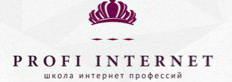 PROFI INTERNET
школа интернет профессий